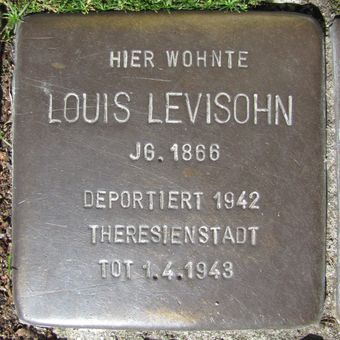 HIER WOHNTE
LOUIS LEVISOHN
JG. 1866
DEPORTIERT 1942
THERESIENSTADT
TOT 1.4.1943